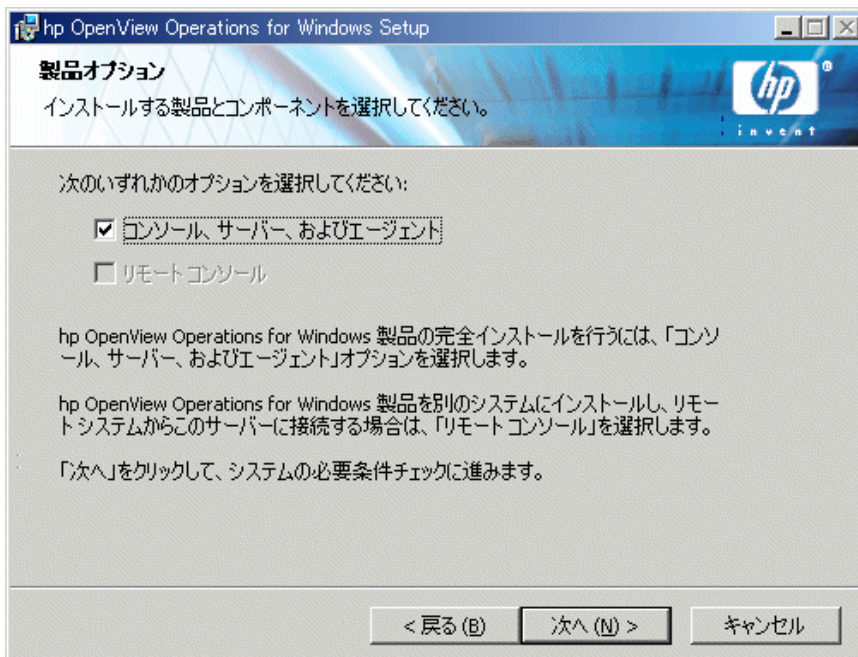 hp OpenView Operations for Windows Setup
製品オプション
インストールする製品とコンポーネントを選択してください。
hp
®
invent
次のいずれかのオプションを選択してください:
コンソール、サーバー、およびエージェント
リモート コンソール
hp OpenView Operations for Windows 製品の完全インストールを行うには、「コンソ
ール、サーバー、およびエージェント」オプションを選択します。
hp OpenView Operations for Windows 製品を別のシステムにインストールし、リモー
ト システムからこのサーバーに接続する場合は、「リモート コンソール」を選択します。
「次へ」をクリックして、システムの必要条件チェックに進みます。
< 戻る (B)
次へ (N) >
キャンセル